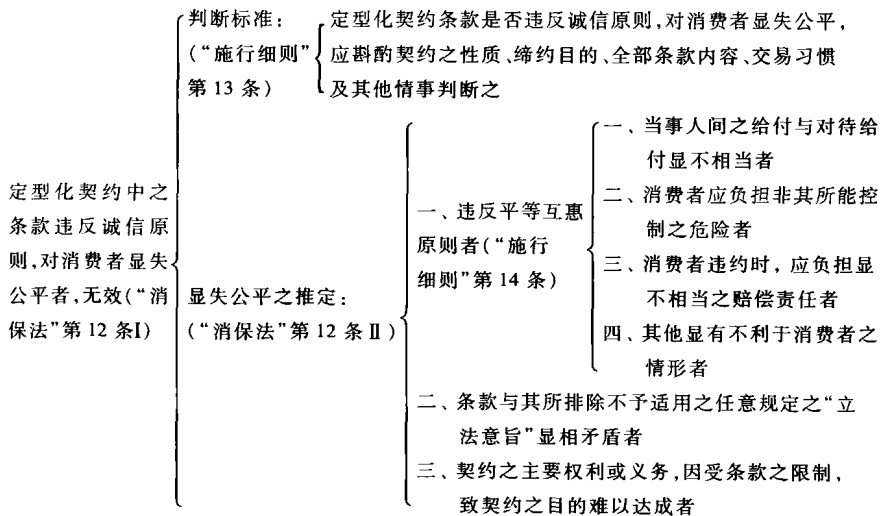 定型化契约中之
条款违反诚信原
则,对消费者显失
公平者,无效(“消
保法”第12条Ⅰ)
判断标准：
(“施行细则”
第13条)
定型化契约条款是否违反诚信原则,对消费者显失公平，
应斟酌契约之性质、缔约目的、全部条款内容、交易习惯
及其他情事判断之
显失公平之推定：
(“消保法”第12条Ⅱ)
一、违反平等互惠
原则者(“施行
细则”第14条)
一、当事人间之给付与对待给
付显不相当者
二、消费者应负担非其所能控
制之危险者
三、消费者违约时，应负担显
不相当之赔偿责任者
四、其他显有不利于消费者之
情形者
二、条款与其所排除不予适用之任意规定之“立
法意旨”显相矛盾者
三、契约之主要权利或义务,因受条款之限制，
致契约之目的难以达成者